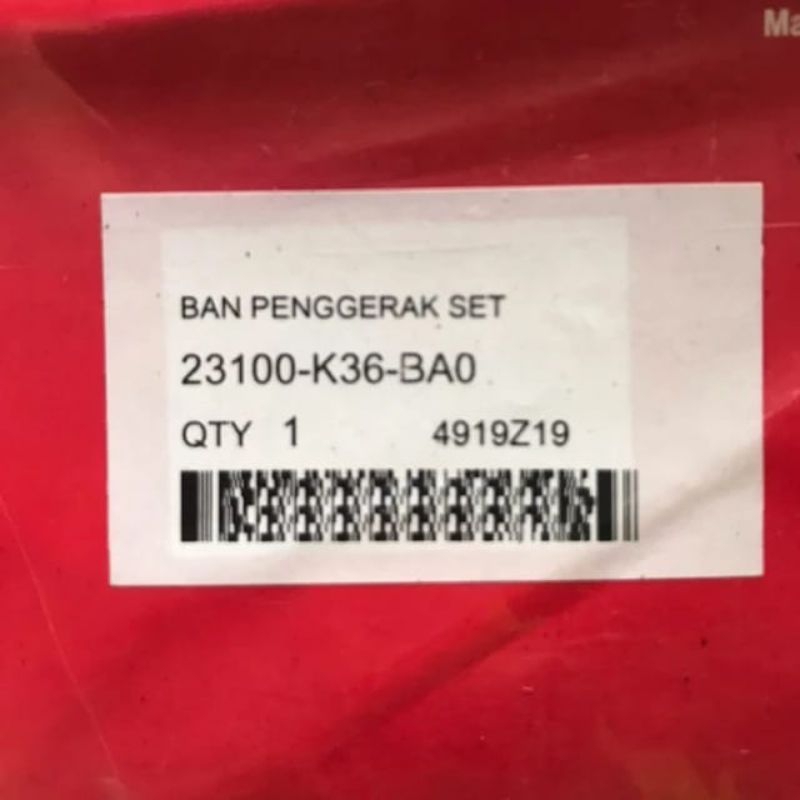 BAN PENGGERAK SET
23100-K36-BA0
QTY 1 4919Z19